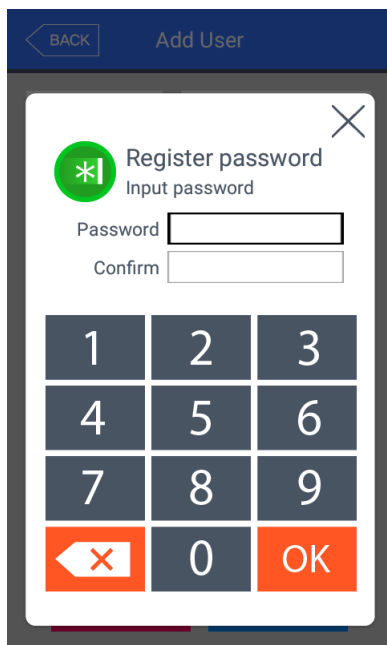 BACK Add User
Register password
Input password
Password
Confirm
1 2 3
4 5 6
7 8 9
0 OK